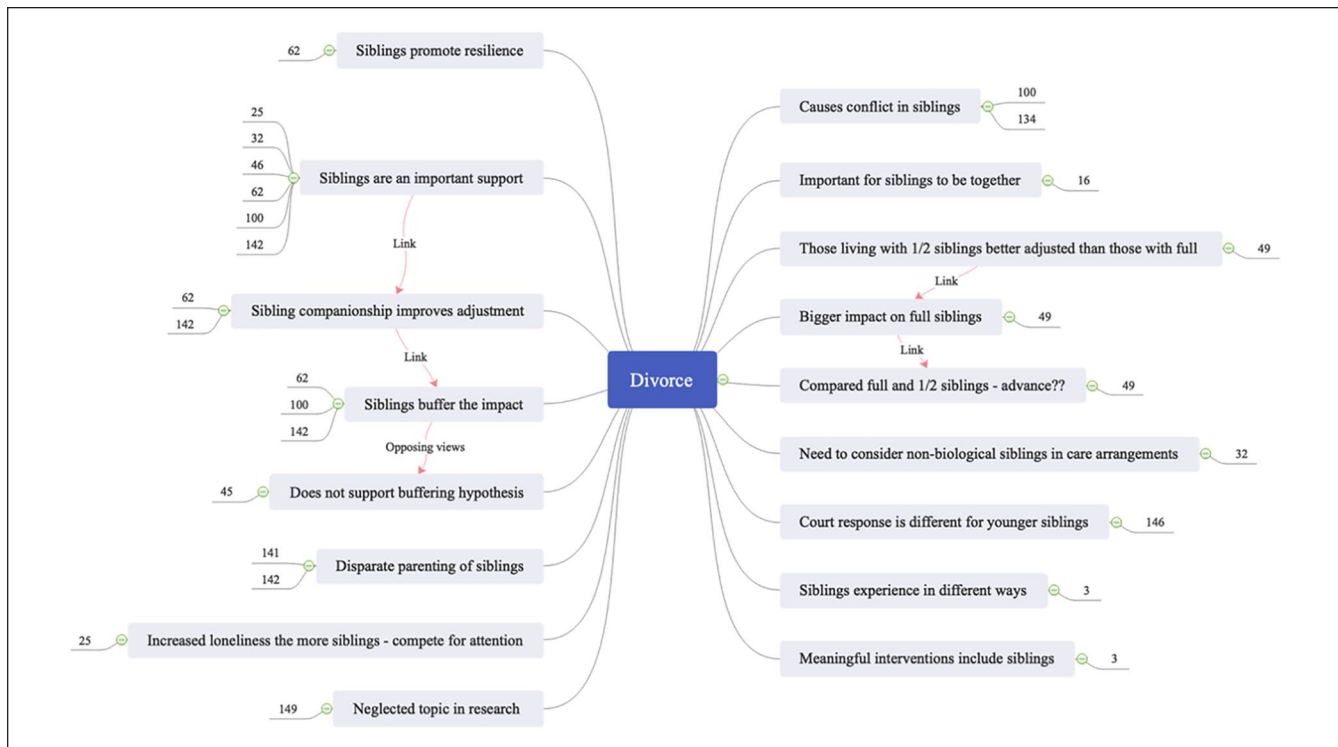 Siblings promote resilience
62
Siblings are an important support
25
32
46
62
100
142
Link
Sibling companionship improves adjustment
62
142
Link
Siblings buffer the impact
62
100
142
Opposing views
Does not support buffering hypothesis
45
Disparate parenting of siblings
141
142
Increased loneliness the more siblings - compete for attention
25
Neglected topic in research
149
Divorce
Causes conflict in siblings
100
134
Important for siblings to be together
16
Those living with 1/2 siblings better adjusted than those with full
49
Link
Bigger impact on full siblings
49
Link
Compared full and 1/2 siblings - advance??
49
Need to consider non-biological siblings in care arrangements
32
Court response is different for younger siblings
146
Siblings experience in different ways
3
Meaningful interventions include siblings
3